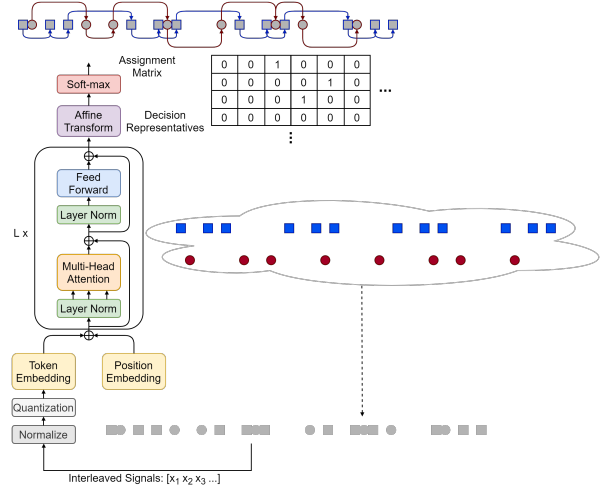 Assignment
Matrix
0 0 1 0 0 0
0 0 0 0 1 0
0 0 0 1 0 0
0 0 0 0 0 0
...
...
Soft-max
Affine
Transform
Decision
Representatives
Feed
Forward
Layer Norm
L x
Multi-Head
Attention
Layer Norm
Token
Embedding
Position
Embedding
Quantization
Normalize
Interleaved Signals: [x₁ x₂ x₃ ...]